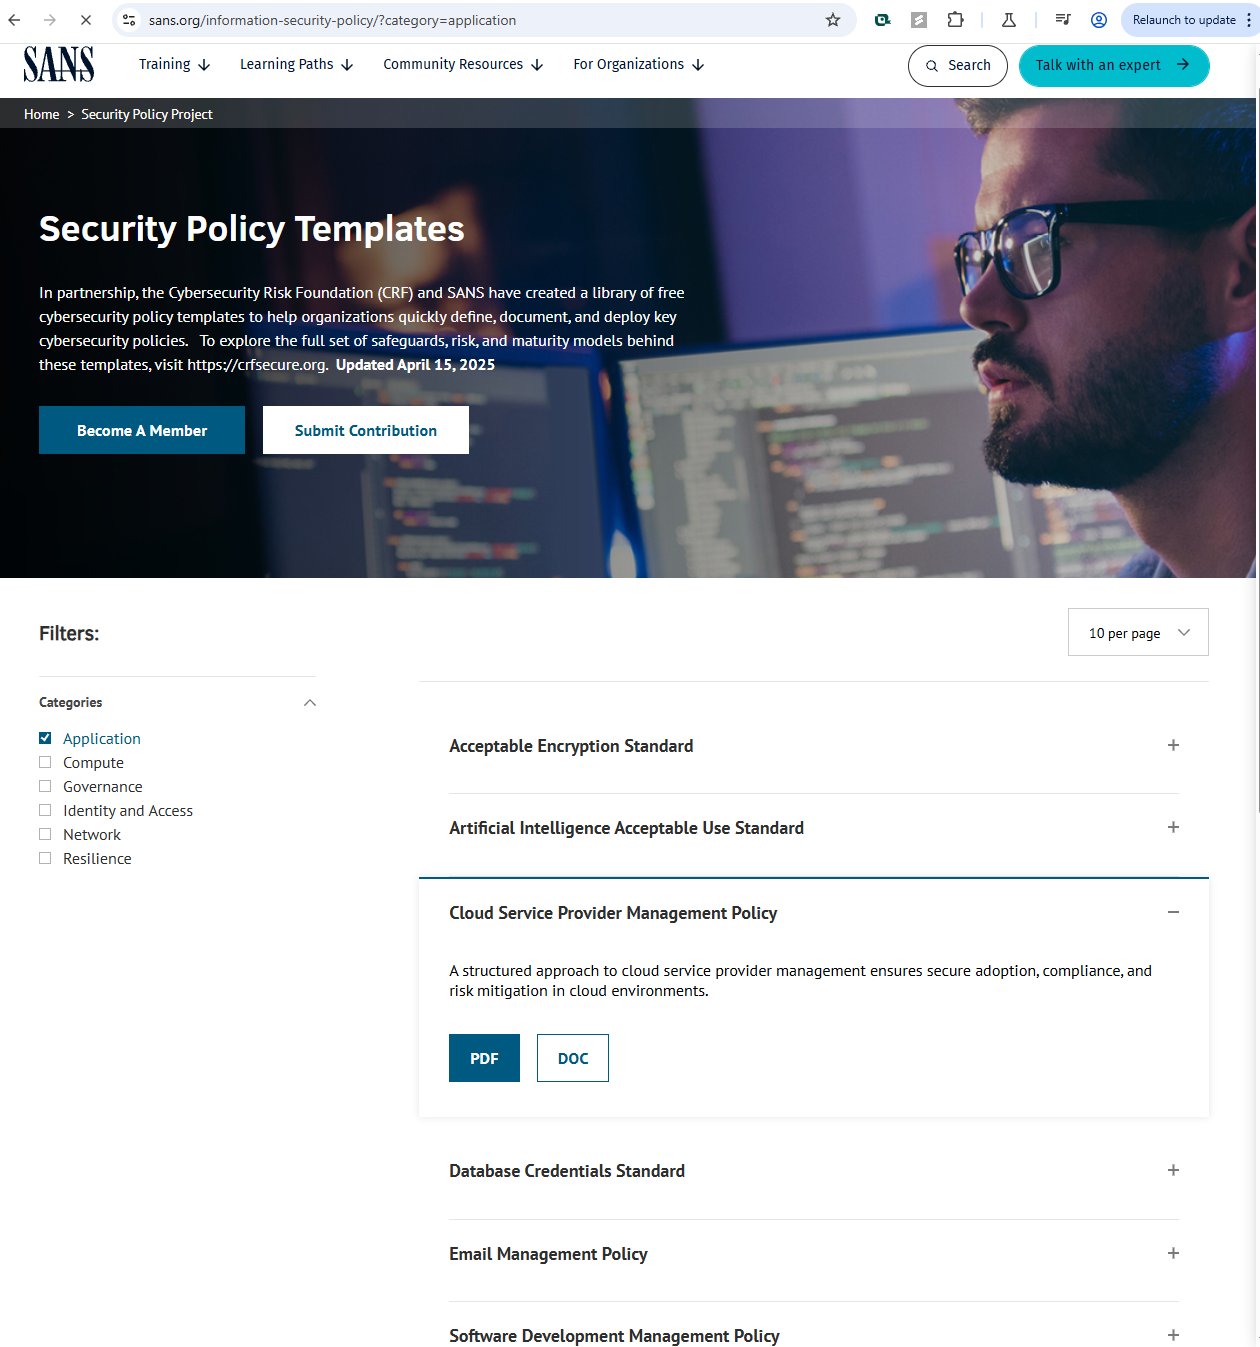 sans.org/information-security-policy/?category=application
Relaunch to update
SANS
Training
Learning Paths
Community Resources
For Organizations
Search
Talk with an expert
Home > Security Policy Project
Security Policy Templates
In partnership, the Cybersecurity Risk Foundation (CRF) and SANS have created a library of free
cybersecurity policy templates to help organizations quickly define, document, and deploy key
cybersecurity policies.   To explore the full set of safeguards, risk, and maturity models behind
these templates, visit https://crfsecure.org.  Updated April 15, 2025
Become A Member
Submit Contribution
Filters:
10 per page
Categories
Application
Compute
Governance
Identity and Access
Network
Resilience
Acceptable Encryption Standard
Artificial Intelligence Acceptable Use Standard
Cloud Service Provider Management Policy
A structured approach to cloud service provider management ensures secure adoption, compliance, and
risk mitigation in cloud environments.
PDF
DOC
Database Credentials Standard
Email Management Policy
Software Development Management Policy